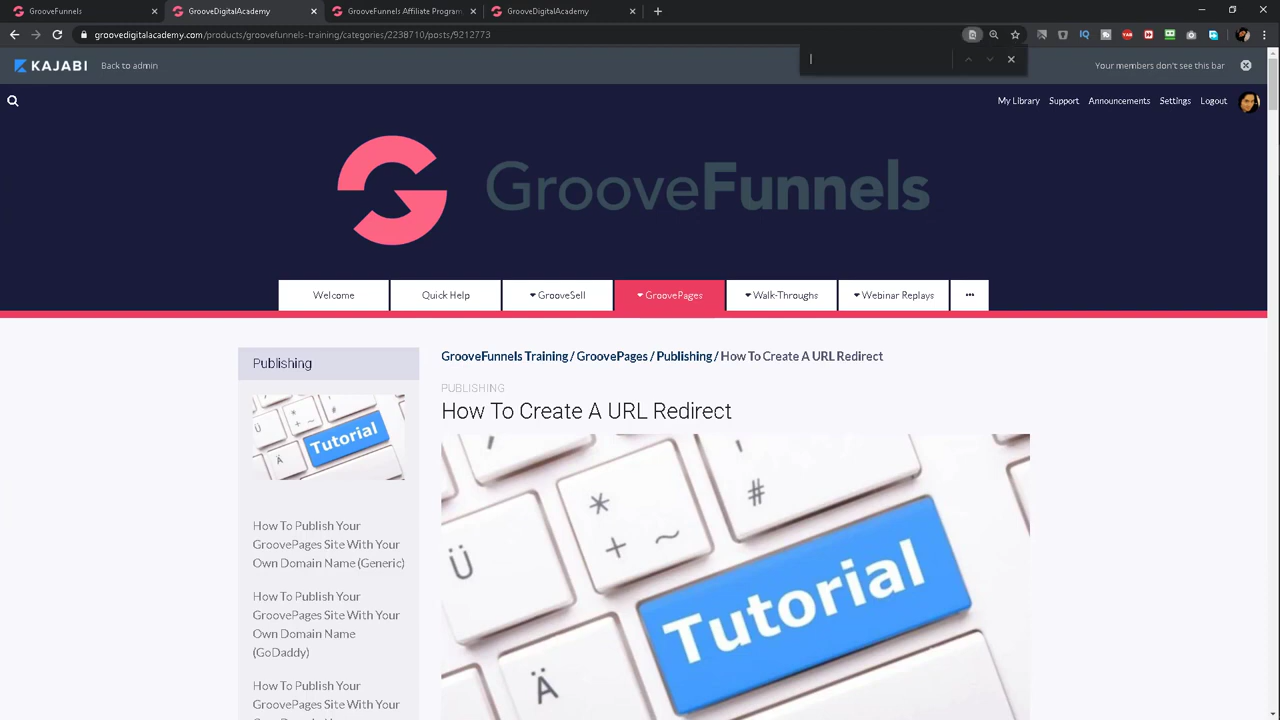 GrooveFunnels
GrooveDigitalAcademy
GrooveFunnels Affiliate Program
GrooveDigitalAcademy
groovedigitalacademy.com/products/groovefunnels-training/categories/2238710/posts/9212773
KAJABI
Back to admin
Your members don't see this bar
My Library
Support
Announcements
Settings
Logout
GrooveFunnels
Welcome
Quick Help
GrooveSell
GroovePages
Walk-Throughs
Webinar Replays
•••
Publishing
Tutorial
How To Publish Your
GroovePages Site With Your
Own Domain Name (Generic)
How To Publish Your
GroovePages Site With Your
Own Domain Name
(GoDaddy)
How To Publish Your
GroovePages Site With Your
GrooveFunnels Training / GroovePages / Publishing / How To Create A URL Redirect
PUBLISHING
How To Create A URL Redirect
*
+ ~
#
'
Ü
Tutorial
Ä